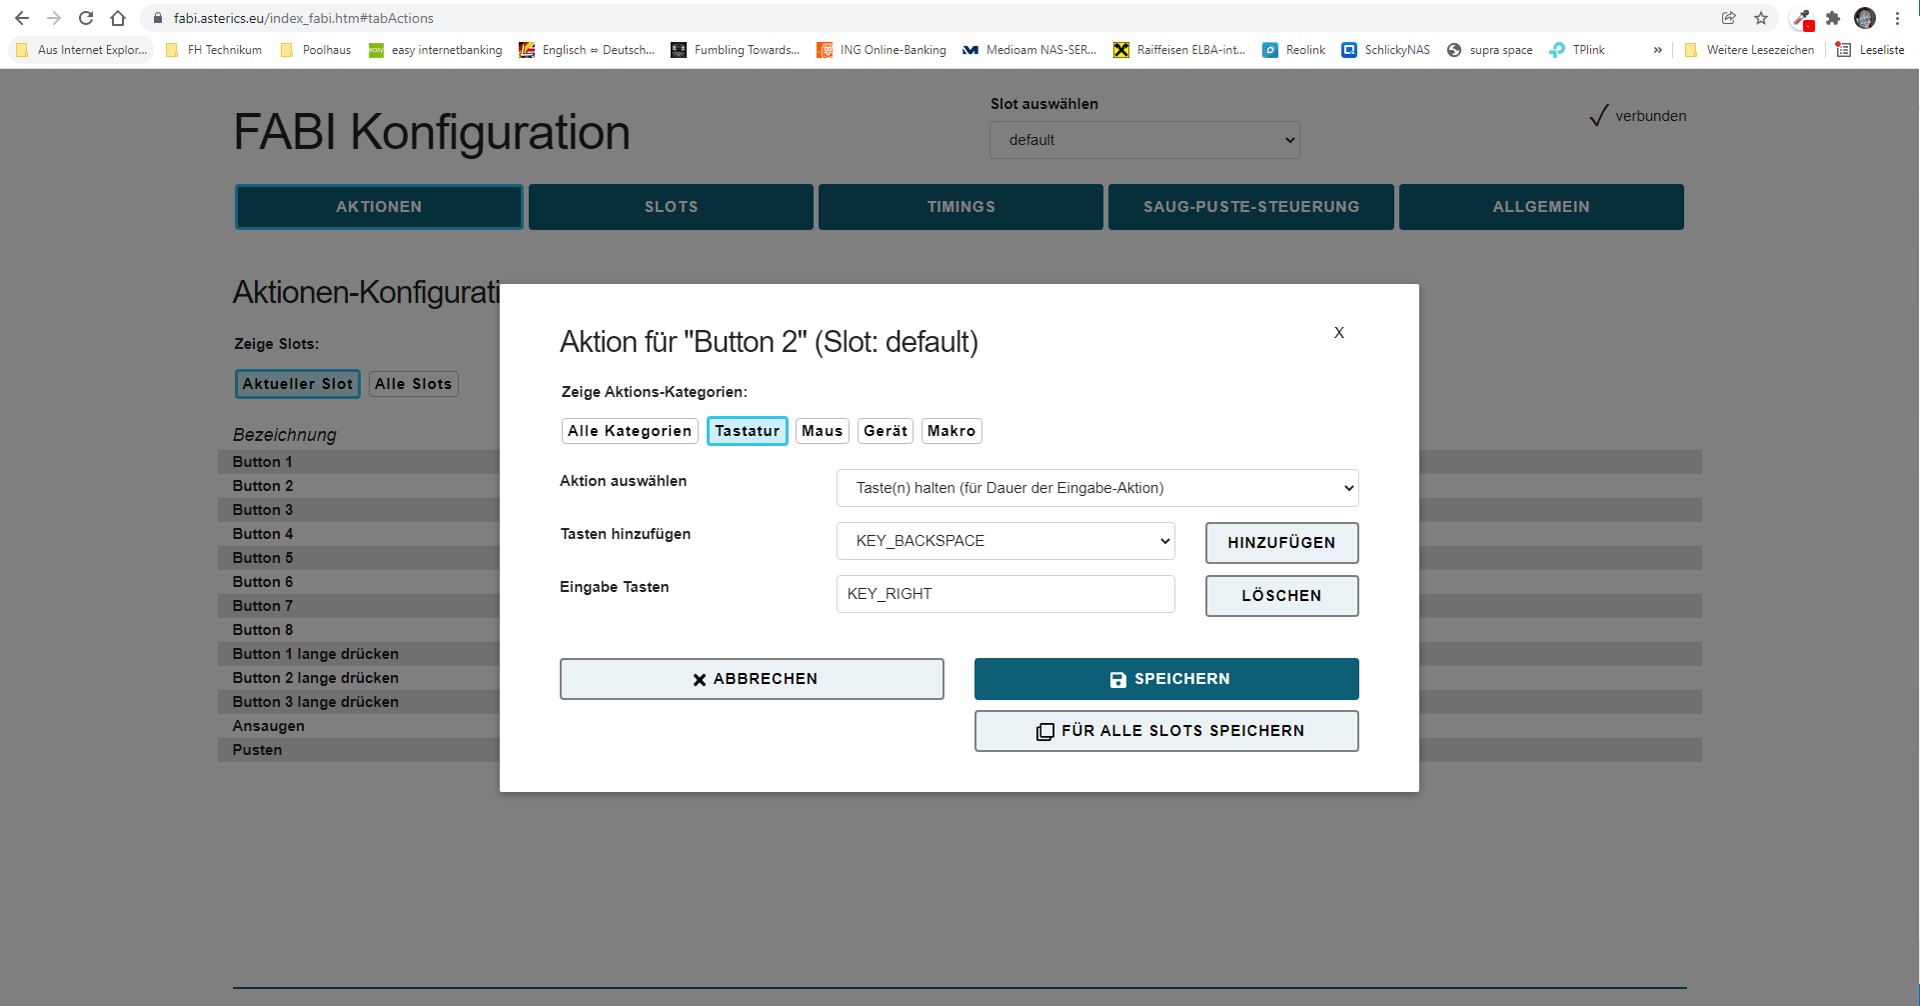 fabi.asterics.eu/index_fabi.htm#tabActions
Aus Internet Explor... FH Technikum Poolhaus easy easy internetbanking Englisch ⇔ Deutsch... Fumbling Towards... ING Online-Banking Medioam NAS-SER... Raiffeisen ELBA-int... Reolink SchlickyNAS supra space TPlink » Weitere Lesezeichen Leseliste
FABI Konfiguration
Slot auswählen
default
verbunden
AKTIONEN SLOTS TIMINGS SAUG-PUSTE-STEUERUNG ALLGEMEIN
Aktionen-Konfigurati
Zeige Slots:
Aktueller Slot Alle Slots
Bezeichnung
Button 1
Button 2
Button 3
Button 4
Button 5
Button 6
Button 7
Button 8
Button 1 lange drücken
Button 2 lange drücken
Button 3 lange drücken
Ansaugen
Pusten
Aktion für "Button 2" (Slot: default) X
Zeige Aktions-Kategorien:
Alle Kategorien Tastatur Maus Gerät Makro
Aktion auswählen Taste(n) halten (für Dauer der Eingabe-Aktion)
Tasten hinzufügen KEY_BACKSPACE HINZUFÜGEN
Eingabe Tasten KEY_RIGHT LÖSCHEN
ABBRECHEN SPEICHERN
FÜR ALLE SLOTS SPEICHERN